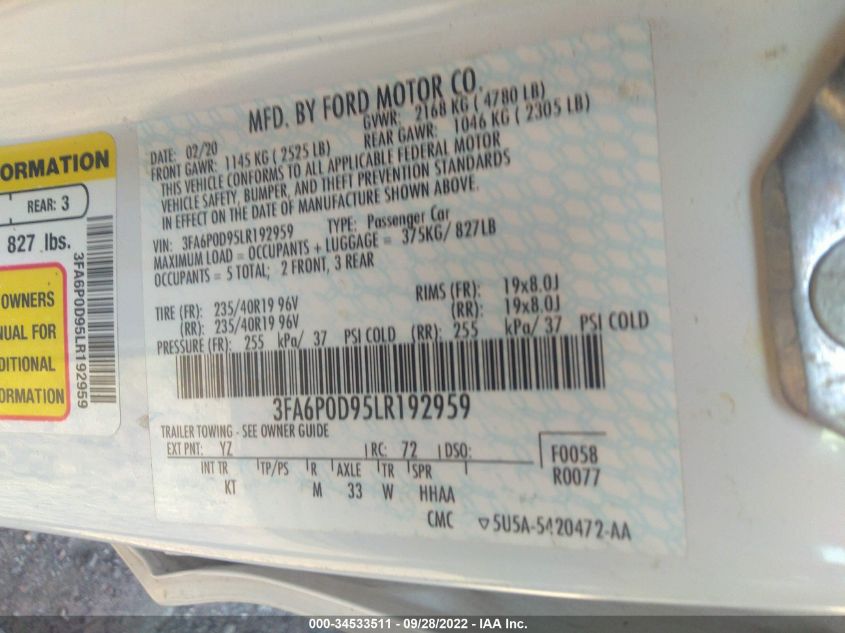 MFD. BY FORD MOTOR CO.
DATE: 02/20 GVWR: 2168 KG ( 4780 LB)
FRONT GAWR: 1145 KG ( 2525 LB) REAR GAWR: 1046 KG ( 2305 LB)
THIS VEHICLE CONFORMS TO ALL APPLICABLE FEDERAL MOTOR
VEHICLE SAFETY, BUMPER, AND THEFT PREVENTION STANDARDS
IN EFFECT ON THE DATE OF MANUFACTURE SHOWN ABOVE.
VIN: 3FA6P0D95LR192959 TYPE: Passenger Car
MAXIMUM LOAD = OCCUPANTS + LUGGAGE = 375KG/ 827LB
OCCUPANTS = 5 TOTAL; 2 FRONT, 3 REAR
TIRE (FR): 235/40R19 96V RIMS (FR): 19x8.0J
(RR): 235/40R19 96V (RR): 19x8.0J
PRESSURE (FR): 255 kPa/ 37 PSI COLD (RR): 255 kPa/ 37 PSI COLD
3FA6P0D95LR192959
TRAILER TOWING - SEE OWNER GUIDE
EXT PNT: YZ RC: 72 DSO: F0058
R0077
INT TR TP/PS R AXLE TR SPR
KT M 33 W HHAA
CMC 5U5A-5420472-AA
ORMATION
REAR: 3
827 lbs.
OWNERS
NUAL FOR
DITIONAL
ORMATION
3FA6P0D95LR192959
000-34533511 - 09/28/2022 - IAA Inc.